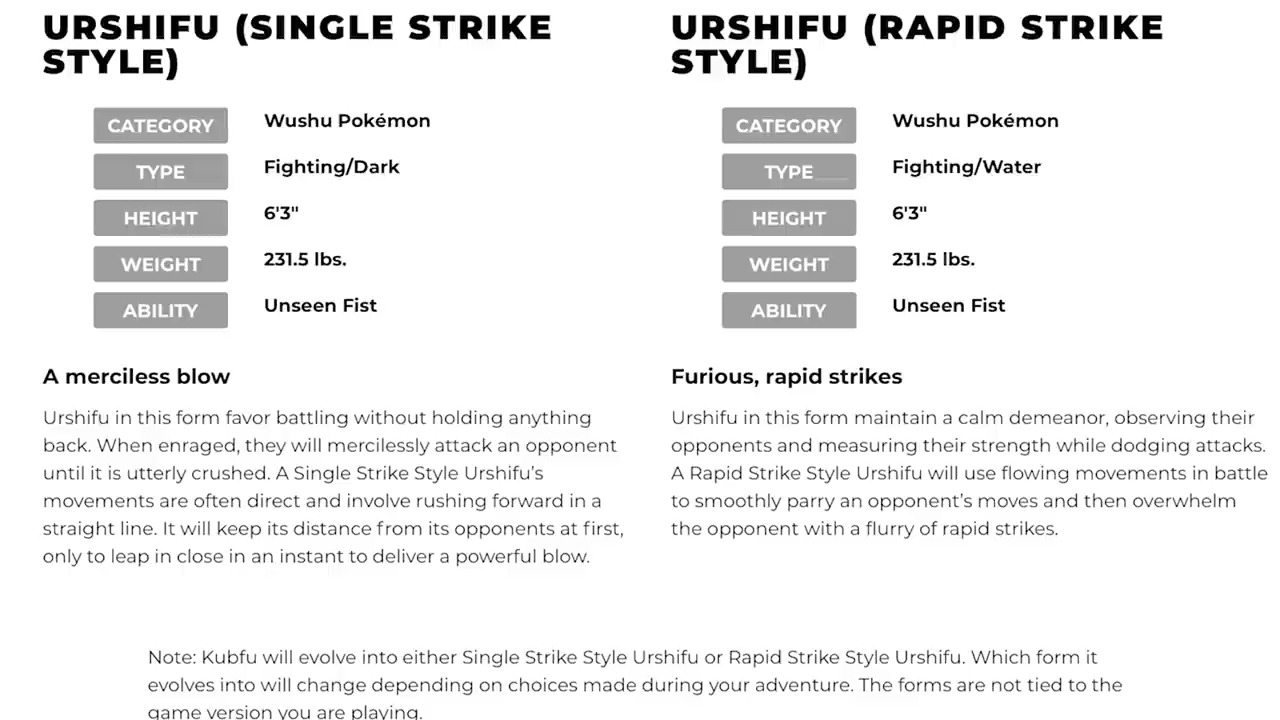 URSHIFU (SINGLE STRIKE
STYLE)
CATEGORY Wushu Pokémon
TYPE Fighting/Dark
HEIGHT 6'3"
WEIGHT 231.5 lbs.
ABILITY Unseen Fist
A merciless blow
Urshifu in this form favor battling without holding anything
back. When enraged, they will mercilessly attack an opponent
until it is utterly crushed. A Single Strike Style Urshifu’s
movements are often direct and involve rushing forward in a
straight line. It will keep its distance from its opponents at first,
only to leap in close in an instant to deliver a powerful blow.
URSHIFU (RAPID STRIKE
STYLE)
CATEGORY Wushu Pokémon
TYPE Fighting/Water
HEIGHT 6'3"
WEIGHT 231.5 lbs.
ABILITY Unseen Fist
Furious, rapid strikes
Urshifu in this form maintain a calm demeanor, observing their
opponents and measuring their strength while dodging attacks.
A Rapid Strike Style Urshifu will use flowing movements in battle
to smoothly parry an opponent’s moves and then overwhelm
the opponent with a flurry of rapid strikes.
Note: Kubfu will evolve into either Single Strike Style Urshifu or Rapid Strike Style Urshifu. Which form it
evolves into will change depending on choices made during your adventure. The forms are not tied to the
game version you are playing.